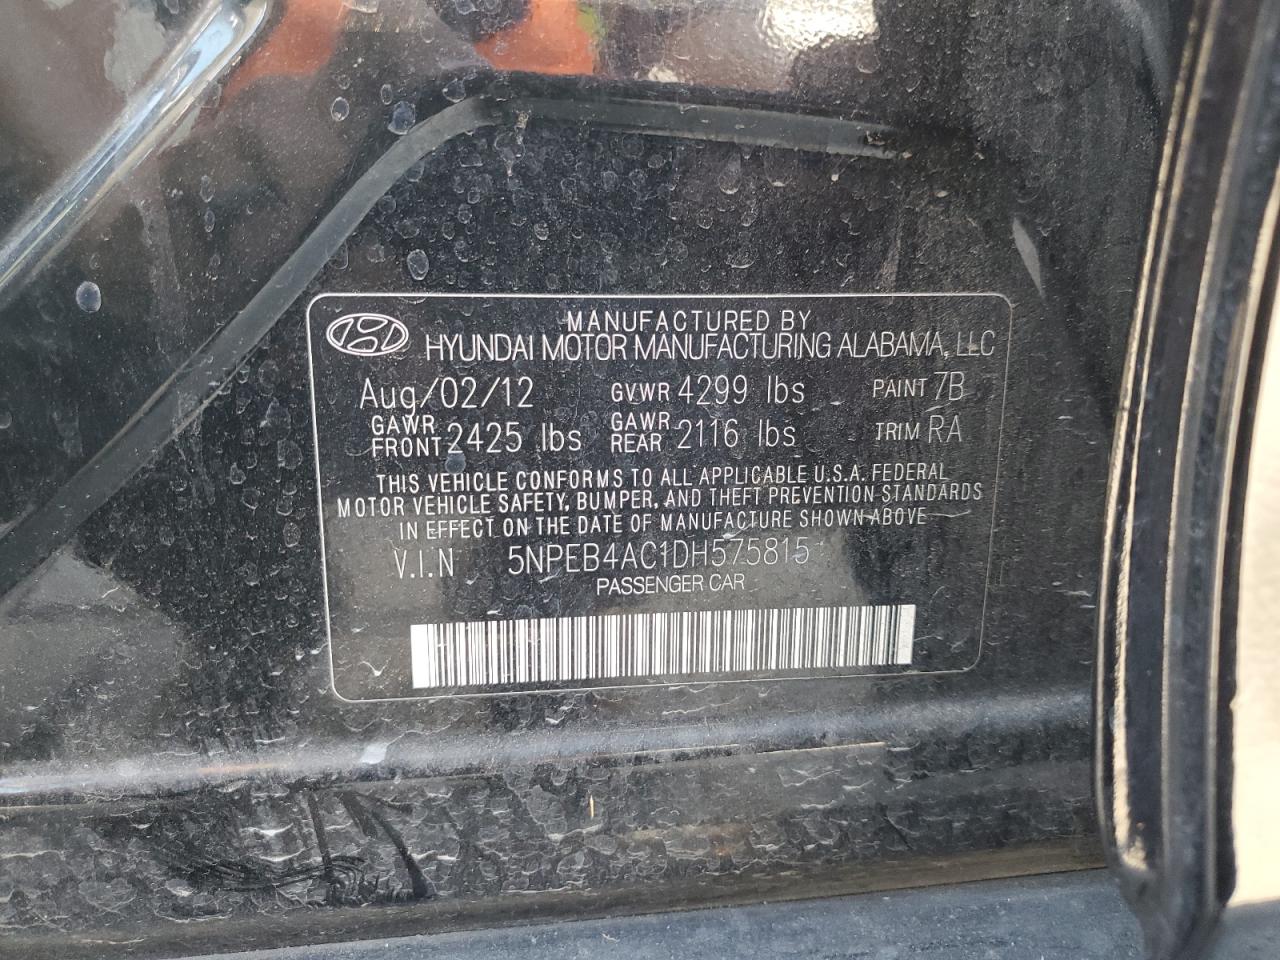 MANUFACTURED BY
HYUNDAI MOTOR MANUFACTURING ALABAMA, LLC
Aug/02/12 GVWR 4299 lbs PAINT 7B
GAWR FRONT 2425 lbs GAWR REAR 2116 lbs TRIM RA
THIS VEHICLE CONFORMS TO ALL APPLICABLE U.S.A. FEDERAL
MOTOR VEHICLE SAFETY, BUMPER, AND THEFT PREVENTION STANDARDS
IN EFFECT ON THE DATE OF MANUFACTURE SHOWN ABOVE
V.I.N 5NPEB4AC1DH575815
PASSENGER CAR